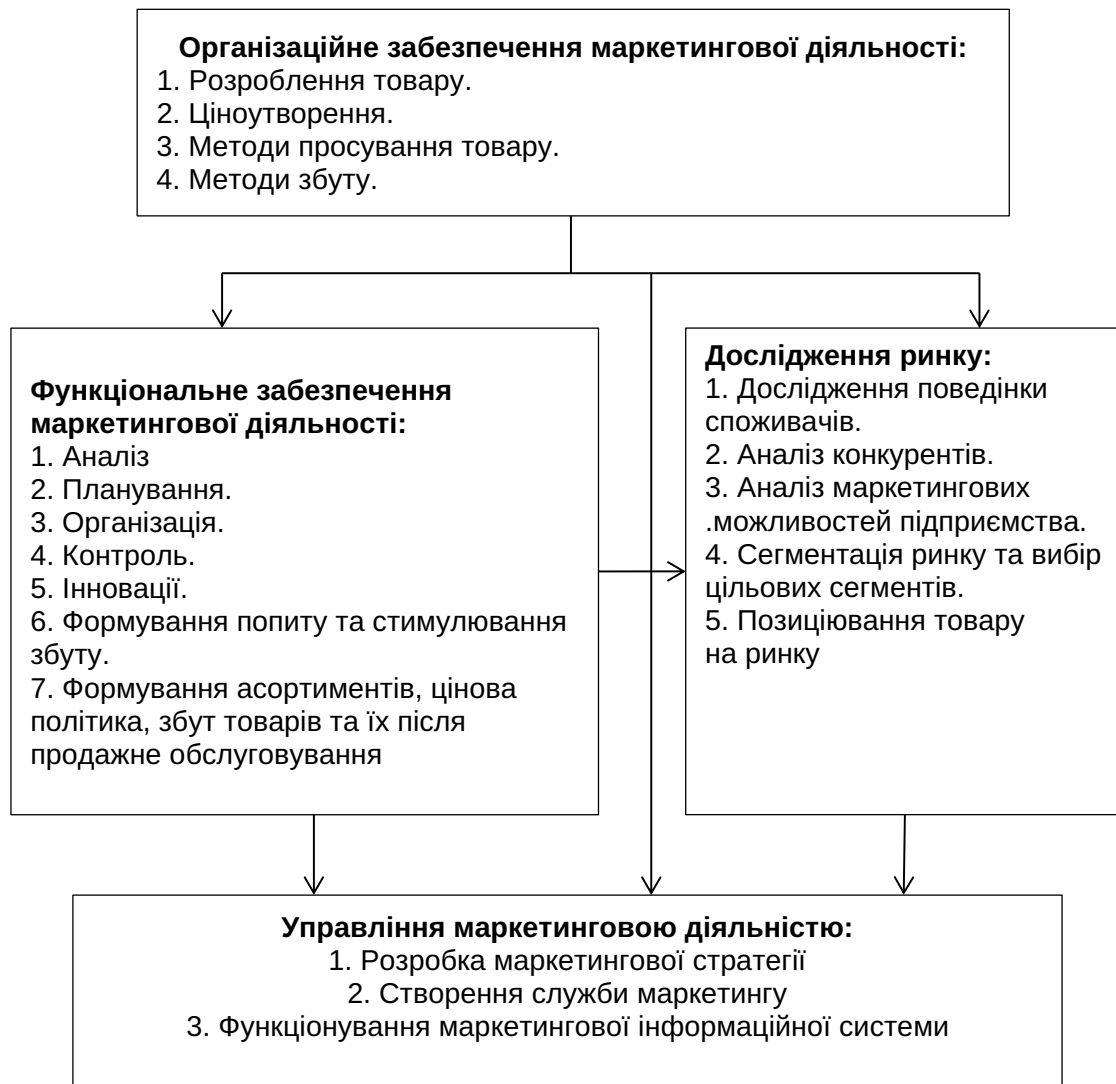 Організаційне забезпечення маркетингової діяльності:
1. Розроблення товару.
2. Ціноутворення.
3. Методи просування товару.
4. Методи збуту.
Функціональне забезпечення
маркетингової діяльності:
1. Аналіз
2. Планування.
3. Організація.
4. Контроль.
5. Інновації.
6. Формування попиту та стимулювання
збуту.
7. Формування асортиментів, цінова
політика, збут товарів та їх після
продажне обслуговування
Дослідження ринку:
1. Дослідження поведінки
споживачів.
2. Аналіз конкурентів.
3. Аналіз маркетингових
.можливостей підприємства.
4. Сегментація ринку та вибір
цільових сегментів.
5. Позиціювання товару
на ринку
Управління маркетинговою діяльністю:
1. Розробка маркетингової стратегії
2. Створення служби маркетингу
3. Функціонування маркетингової інформаційної системи